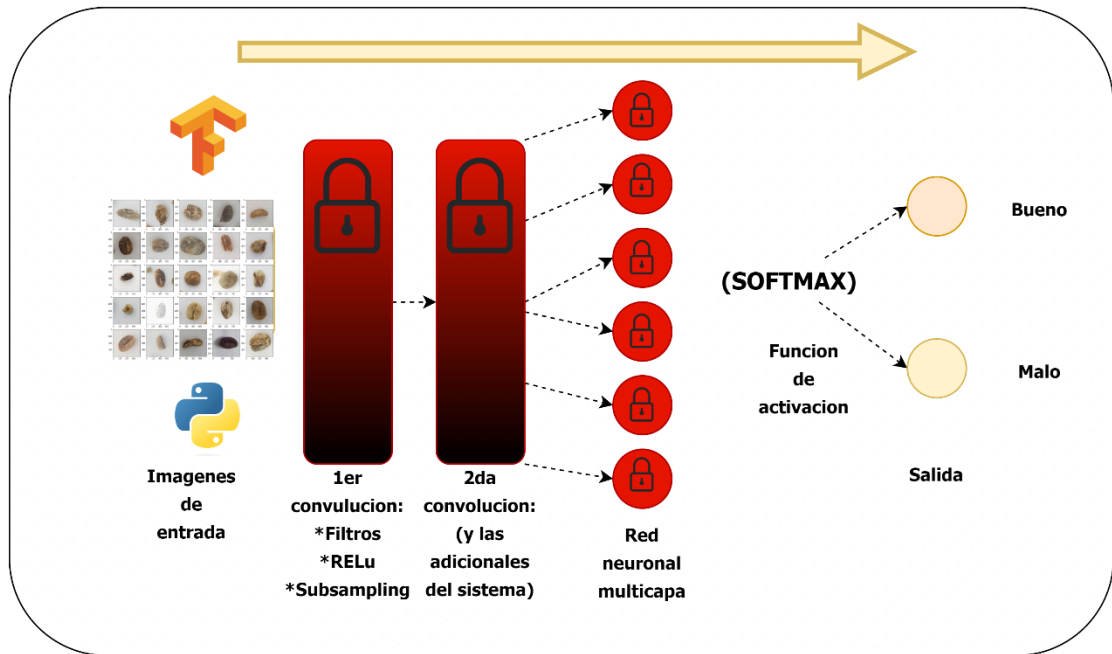 Imagenes
de
entrada
1er
convulucion:
*Filtros
*RELu
*Subsampling
2da
convolucion:
(y las
adicionales
del sistema)
Red
neuronal
multicapa
(SOFTMAX)
Funcion
de
activacion
Bueno
Malo
Salida